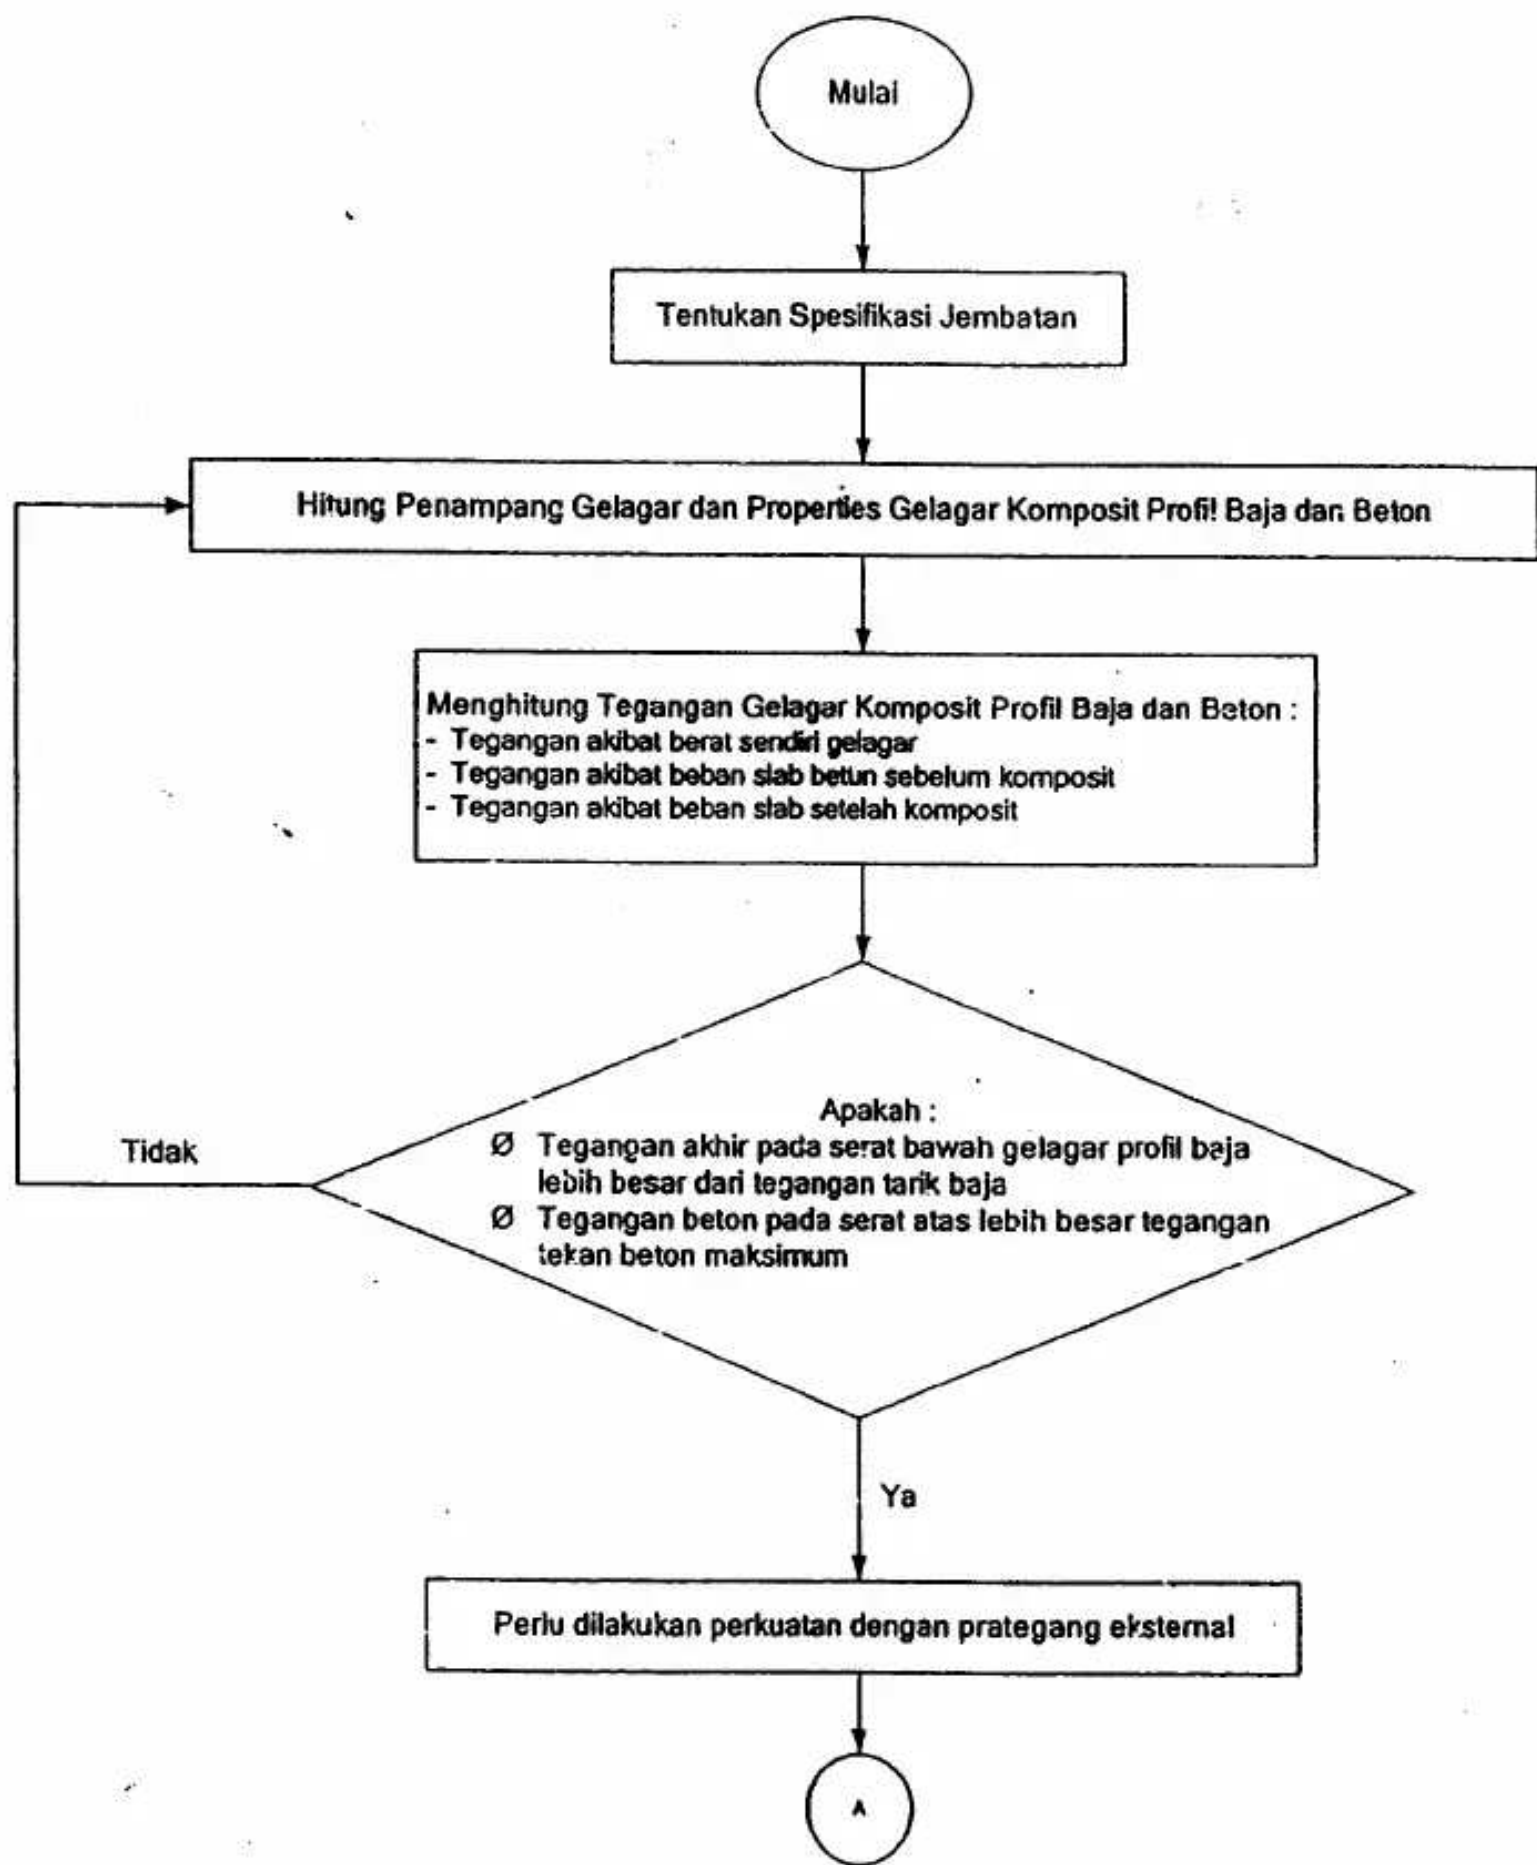 Mulai
Tentukan Spesifikasi Jembatan
Hitung Penampang Gelagar dan Properties Gelagar Komposit Profil Baja dan Beton
Menghitung Tegangan Gelagar Komposit Profil Baja dan Beton :
- Tegangan akibat berat sendiri gelagar
- Tegangan akibat beban slab beton sebelum komposit
- Tegangan akibat beban slab setelah komposit
Apakah :
Ø Tegangan akhir pada serat bawah gelagar profil baja
lebih besar dari tegangan tarik baja
Ø Tegangan beton pada serat atas lebih besar tegangan
tekan beton maksimum
Tidak
Ya
Perlu dilakukan perkuatan dengan prategang eksternal
A